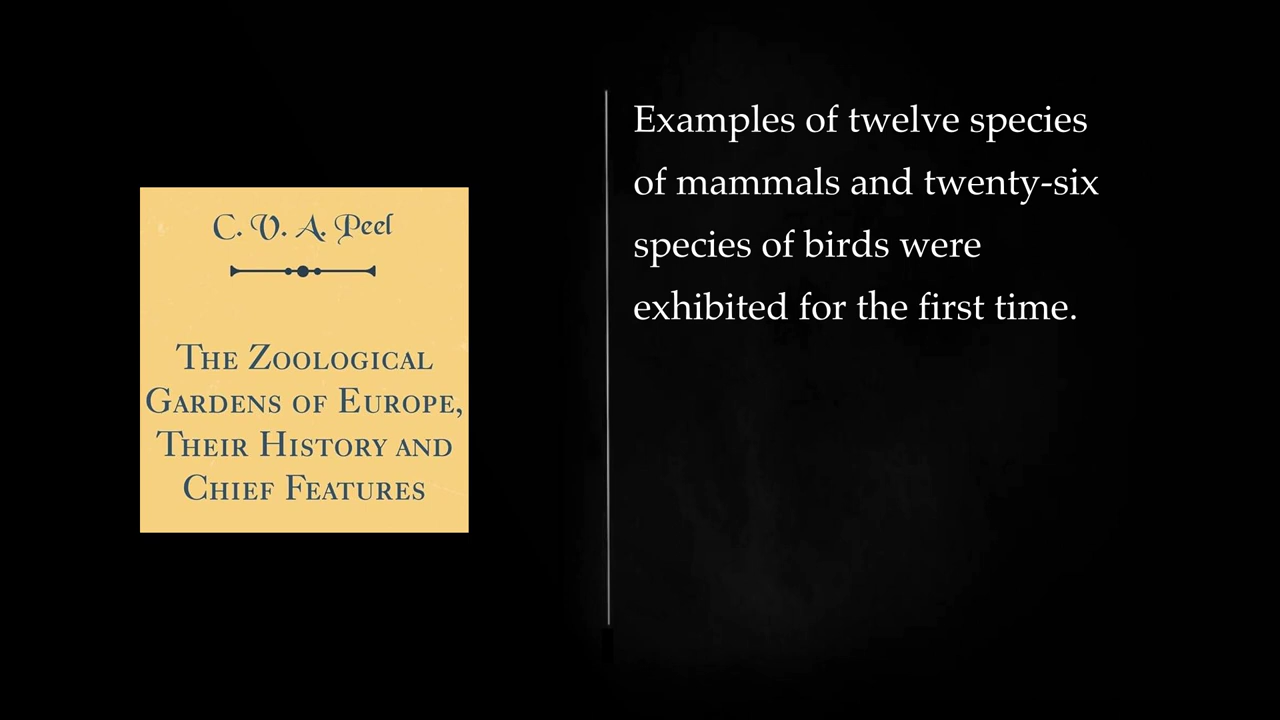 C. V. A. Peel
The Zoological
Gardens of Europe,
Their History and
Chief Features
Examples of twelve species
of mammals and twenty-six
species of birds were
exhibited for the first time.